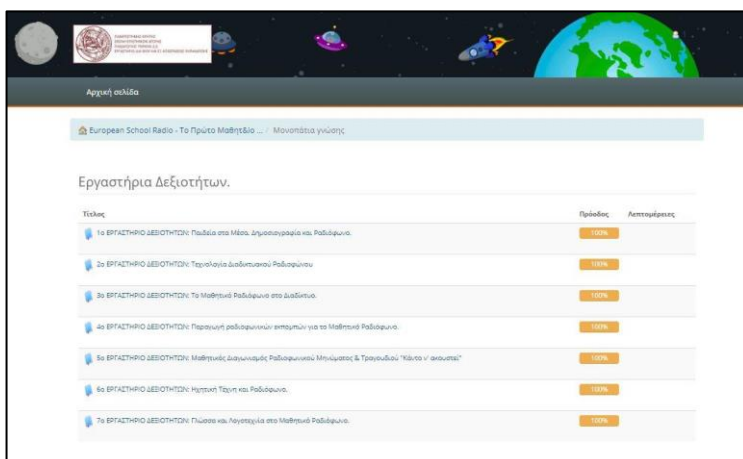 ΠΑΝΕΠΙΣΤΗΜΙΟ ΚΡΗΤΗΣ
Αρχική σελίδα
European School Radio - Το Πρώτο Μαθητ&io ... / Μονοπάτια γνώσης
Εργαστήρια Δεξιοτήτων.
Τίτλος Πρόοδος Λεπτομέρειες
1ο ΕΡΓΑΣΤΗΡΙΟ ΔΕΞΙΟΤΗΤΩΝ: Παιδεία στα Μέσα, Δημοσιογραφία και Ραδιόφωνο. 100%
2ο ΕΡΓΑΣΤΗΡΙΟ ΔΕΞΙΟΤΗΤΩΝ: Τεχνολογία Διαδικτυακού Ραδιοφώνου 100%
3ο ΕΡΓΑΣΤΗΡΙΟ ΔΕΞΙΟΤΗΤΩΝ: Το Μαθητικό Ραδιόφωνο στο Διαδίκτυο. 100%
4ο ΕΡΓΑΣΤΗΡΙΟ ΔΕΞΙΟΤΗΤΩΝ: Παραγωγή ραδιοφωνικών εκπομπών για το Μαθητικό Ραδιόφωνο. 100%
5ο ΕΡΓΑΣΤΗΡΙΟ ΔΕΞΙΟΤΗΤΩΝ: Μαθητικός Διαγωνισμός Ραδιοφωνικού Μηνύματος & Τραγουδιού "Κάντο ν' ακουστεί" 100%
6ο ΕΡΓΑΣΤΗΡΙΟ ΔΕΞΙΟΤΗΤΩΝ: Ηχητική Τέχνη και Ραδιόφωνο. 100%
7ο ΕΡΓΑΣΤΗΡΙΟ ΔΕΞΙΟΤΗΤΩΝ: Γλώσσα και Λογοτεχνία στο Μαθητικό Ραδιόφωνο. 100%